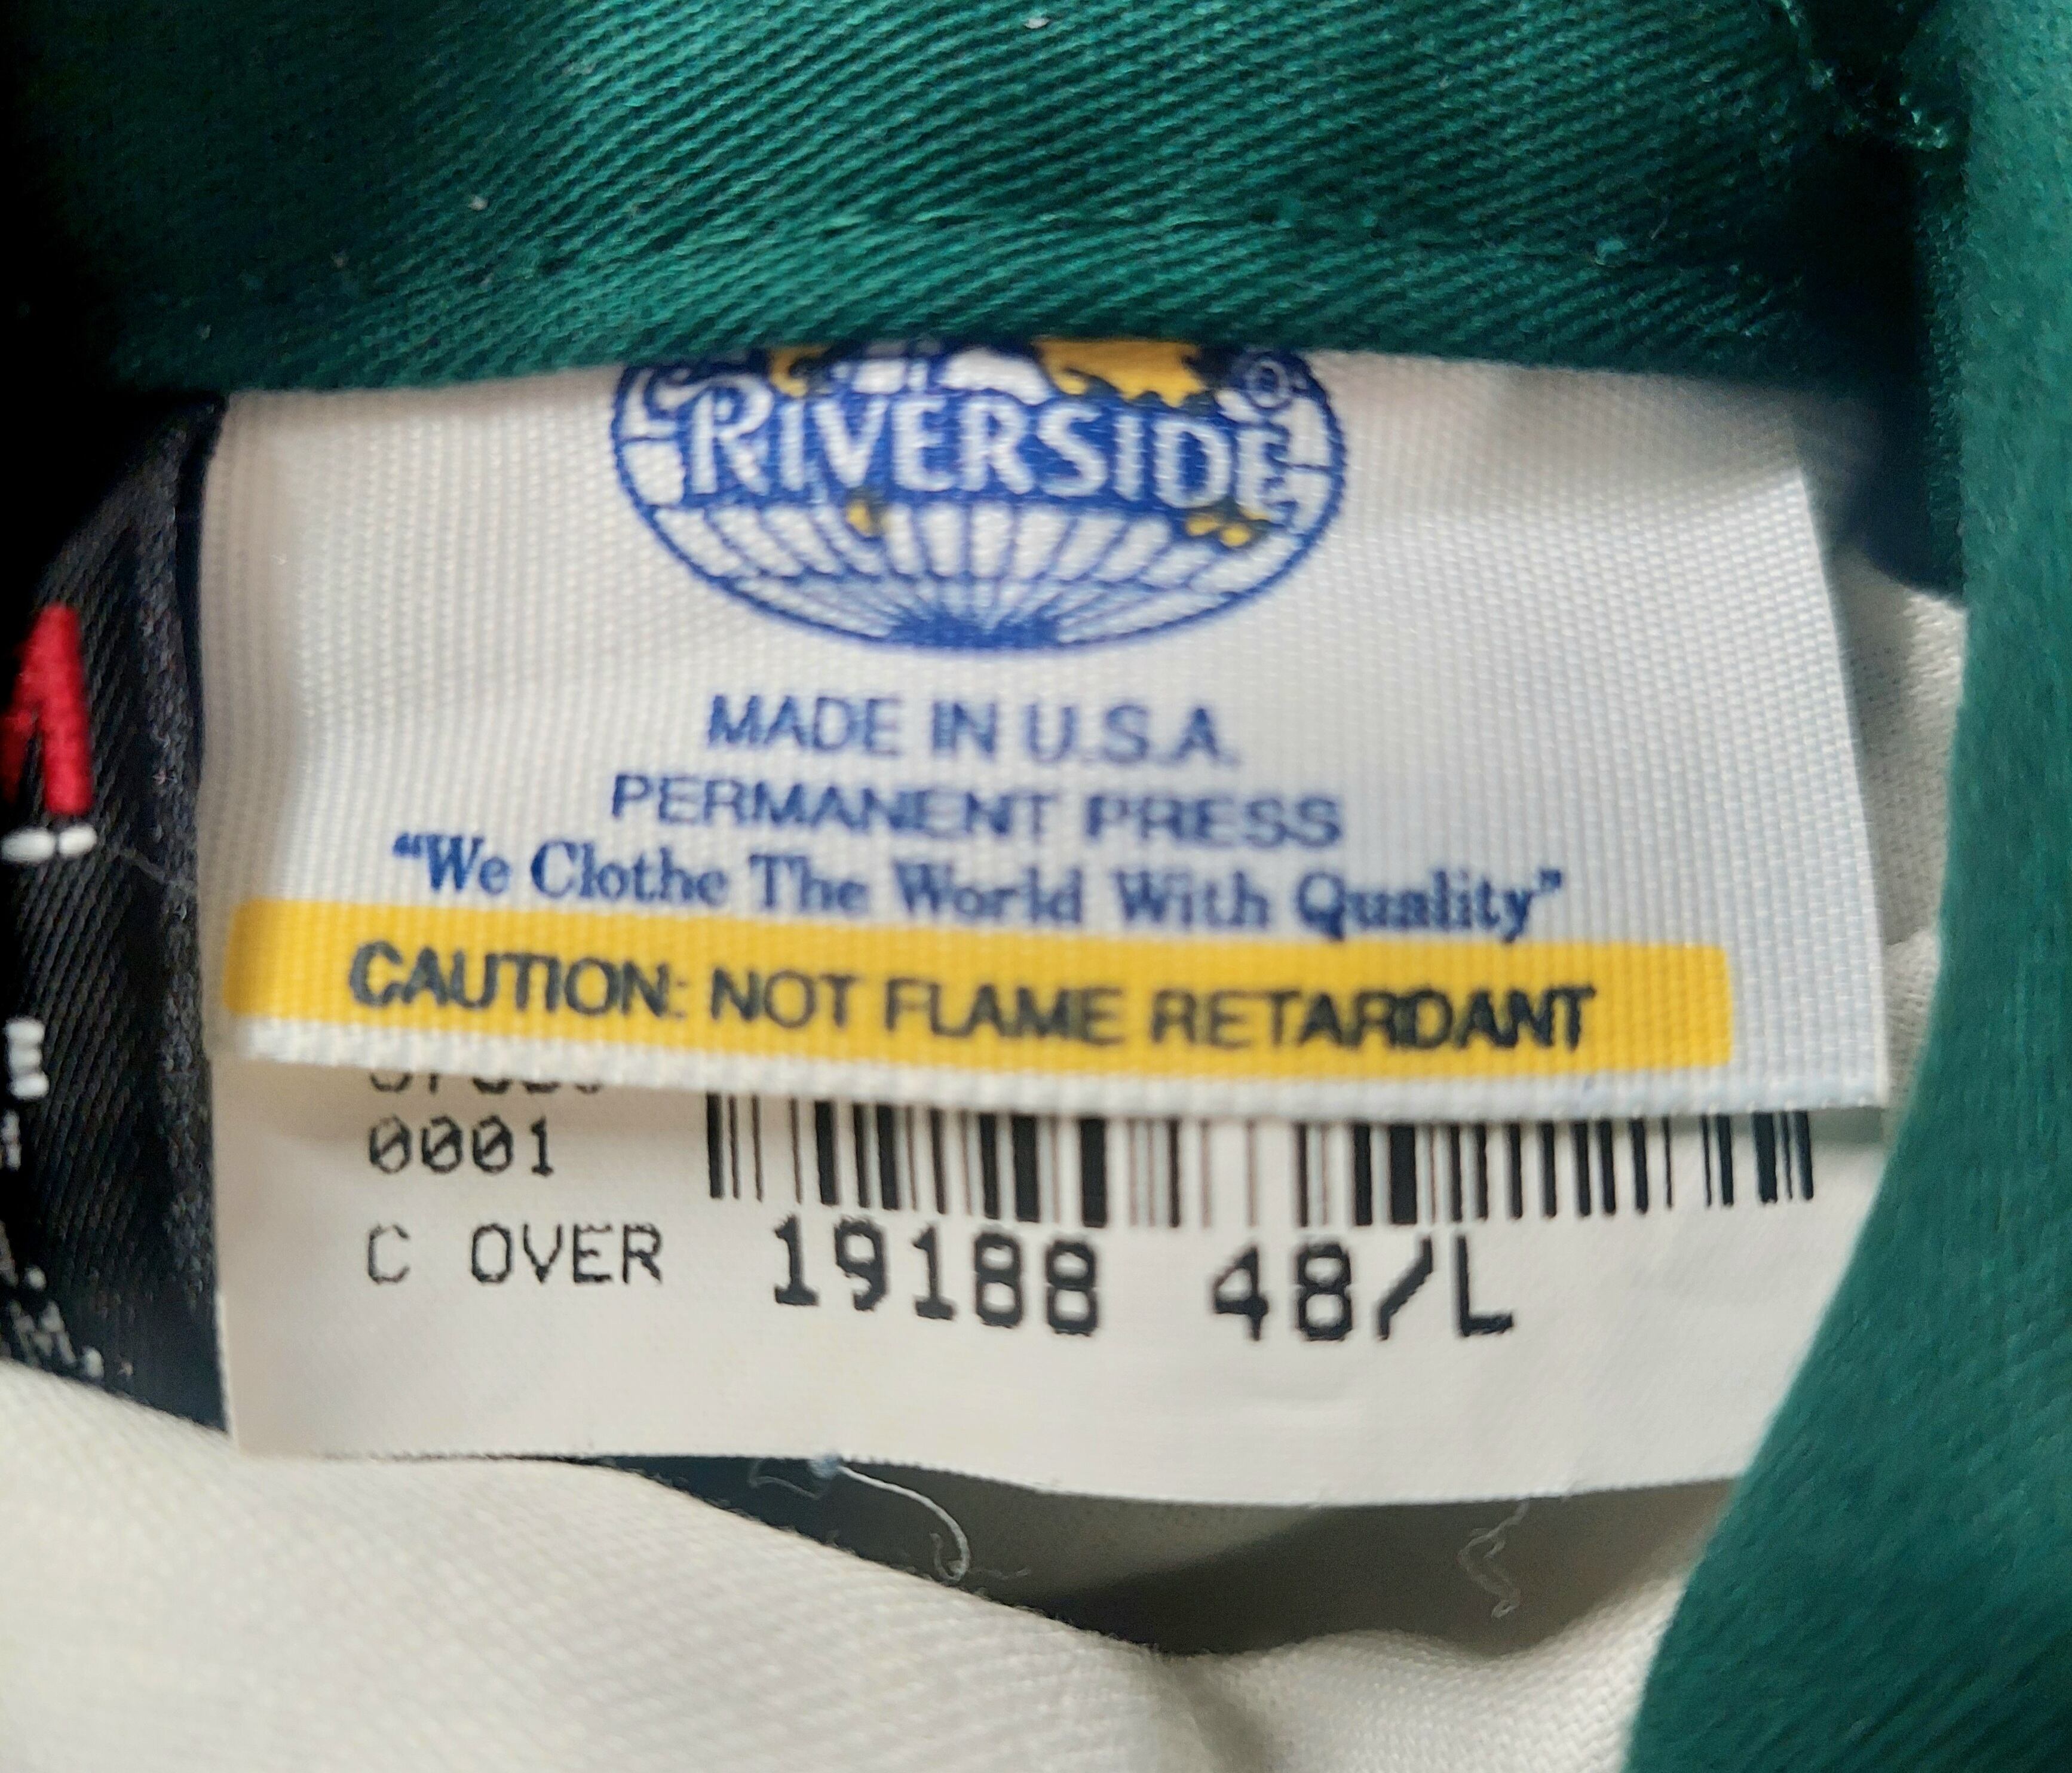 RIVERSIDE
MADE IN U.S.A.
PERMANENT PRESS
“We Clothe The World With Quality”
CAUTION: NOT FLAME RETARDANT
0001
C OVER 19188 48/L